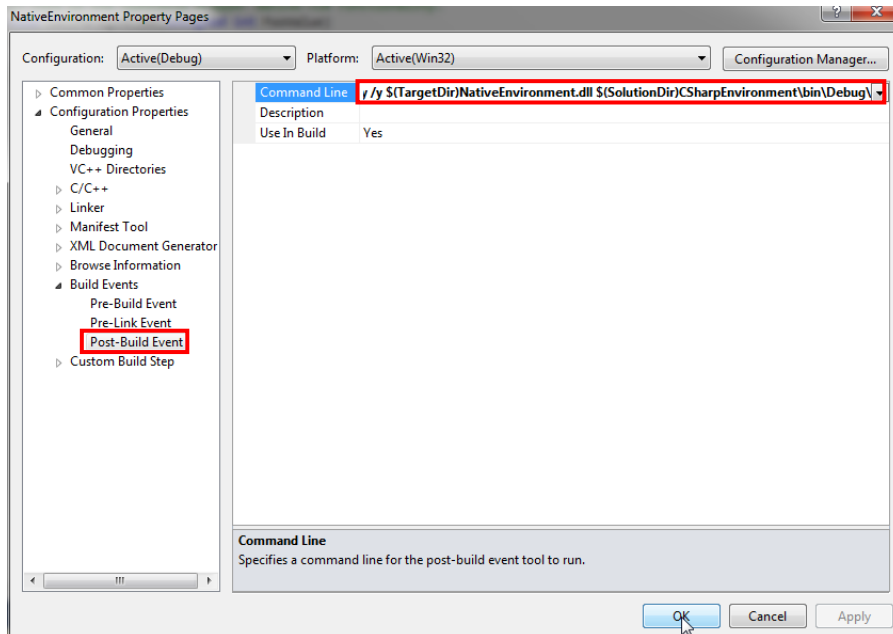 NativeEnvironment Property Pages
Configuration: Active(Debug) Platform: Active(Win32) Configuration Manager...
Common Properties
Configuration Properties
General
Debugging
VC++ Directories
C/C++
Linker
Manifest Tool
XML Document Generator
Browse Information
Build Events
Pre-Build Event
Pre-Link Event
Post-Build Event
Custom Build Step
Command Line /y $(TargetDir)NativeEnvironment.dll $(SolutionDir)CSharpEnvironment\bin\Debug\
Description
Use In Build Yes
Command Line
Specifies a command line for the post-build event tool to run.
OK Cancel Apply